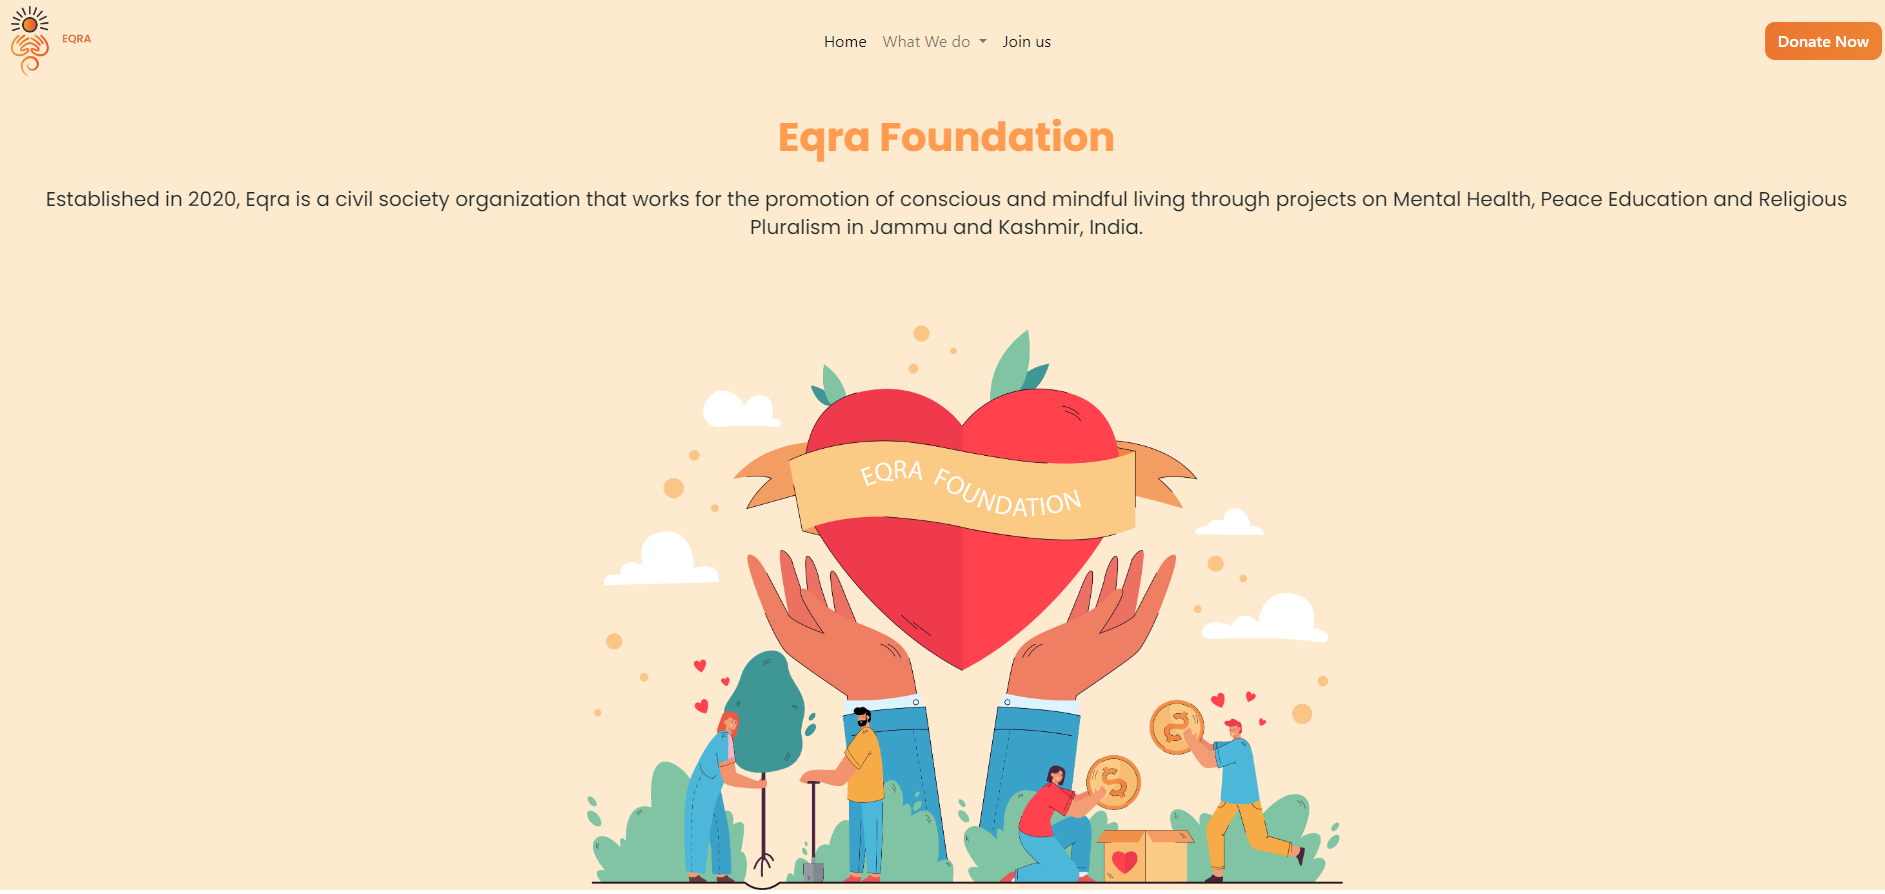 EQRA
Home
What We do
Join us
Donate Now
Eqra Foundation
Established in 2020, Eqra is a civil society organization that works for the promotion of conscious and mindful living through projects on Mental Health, Peace Education and Religious
Pluralism in Jammu and Kashmir, India.
EQRA FOUNDATION